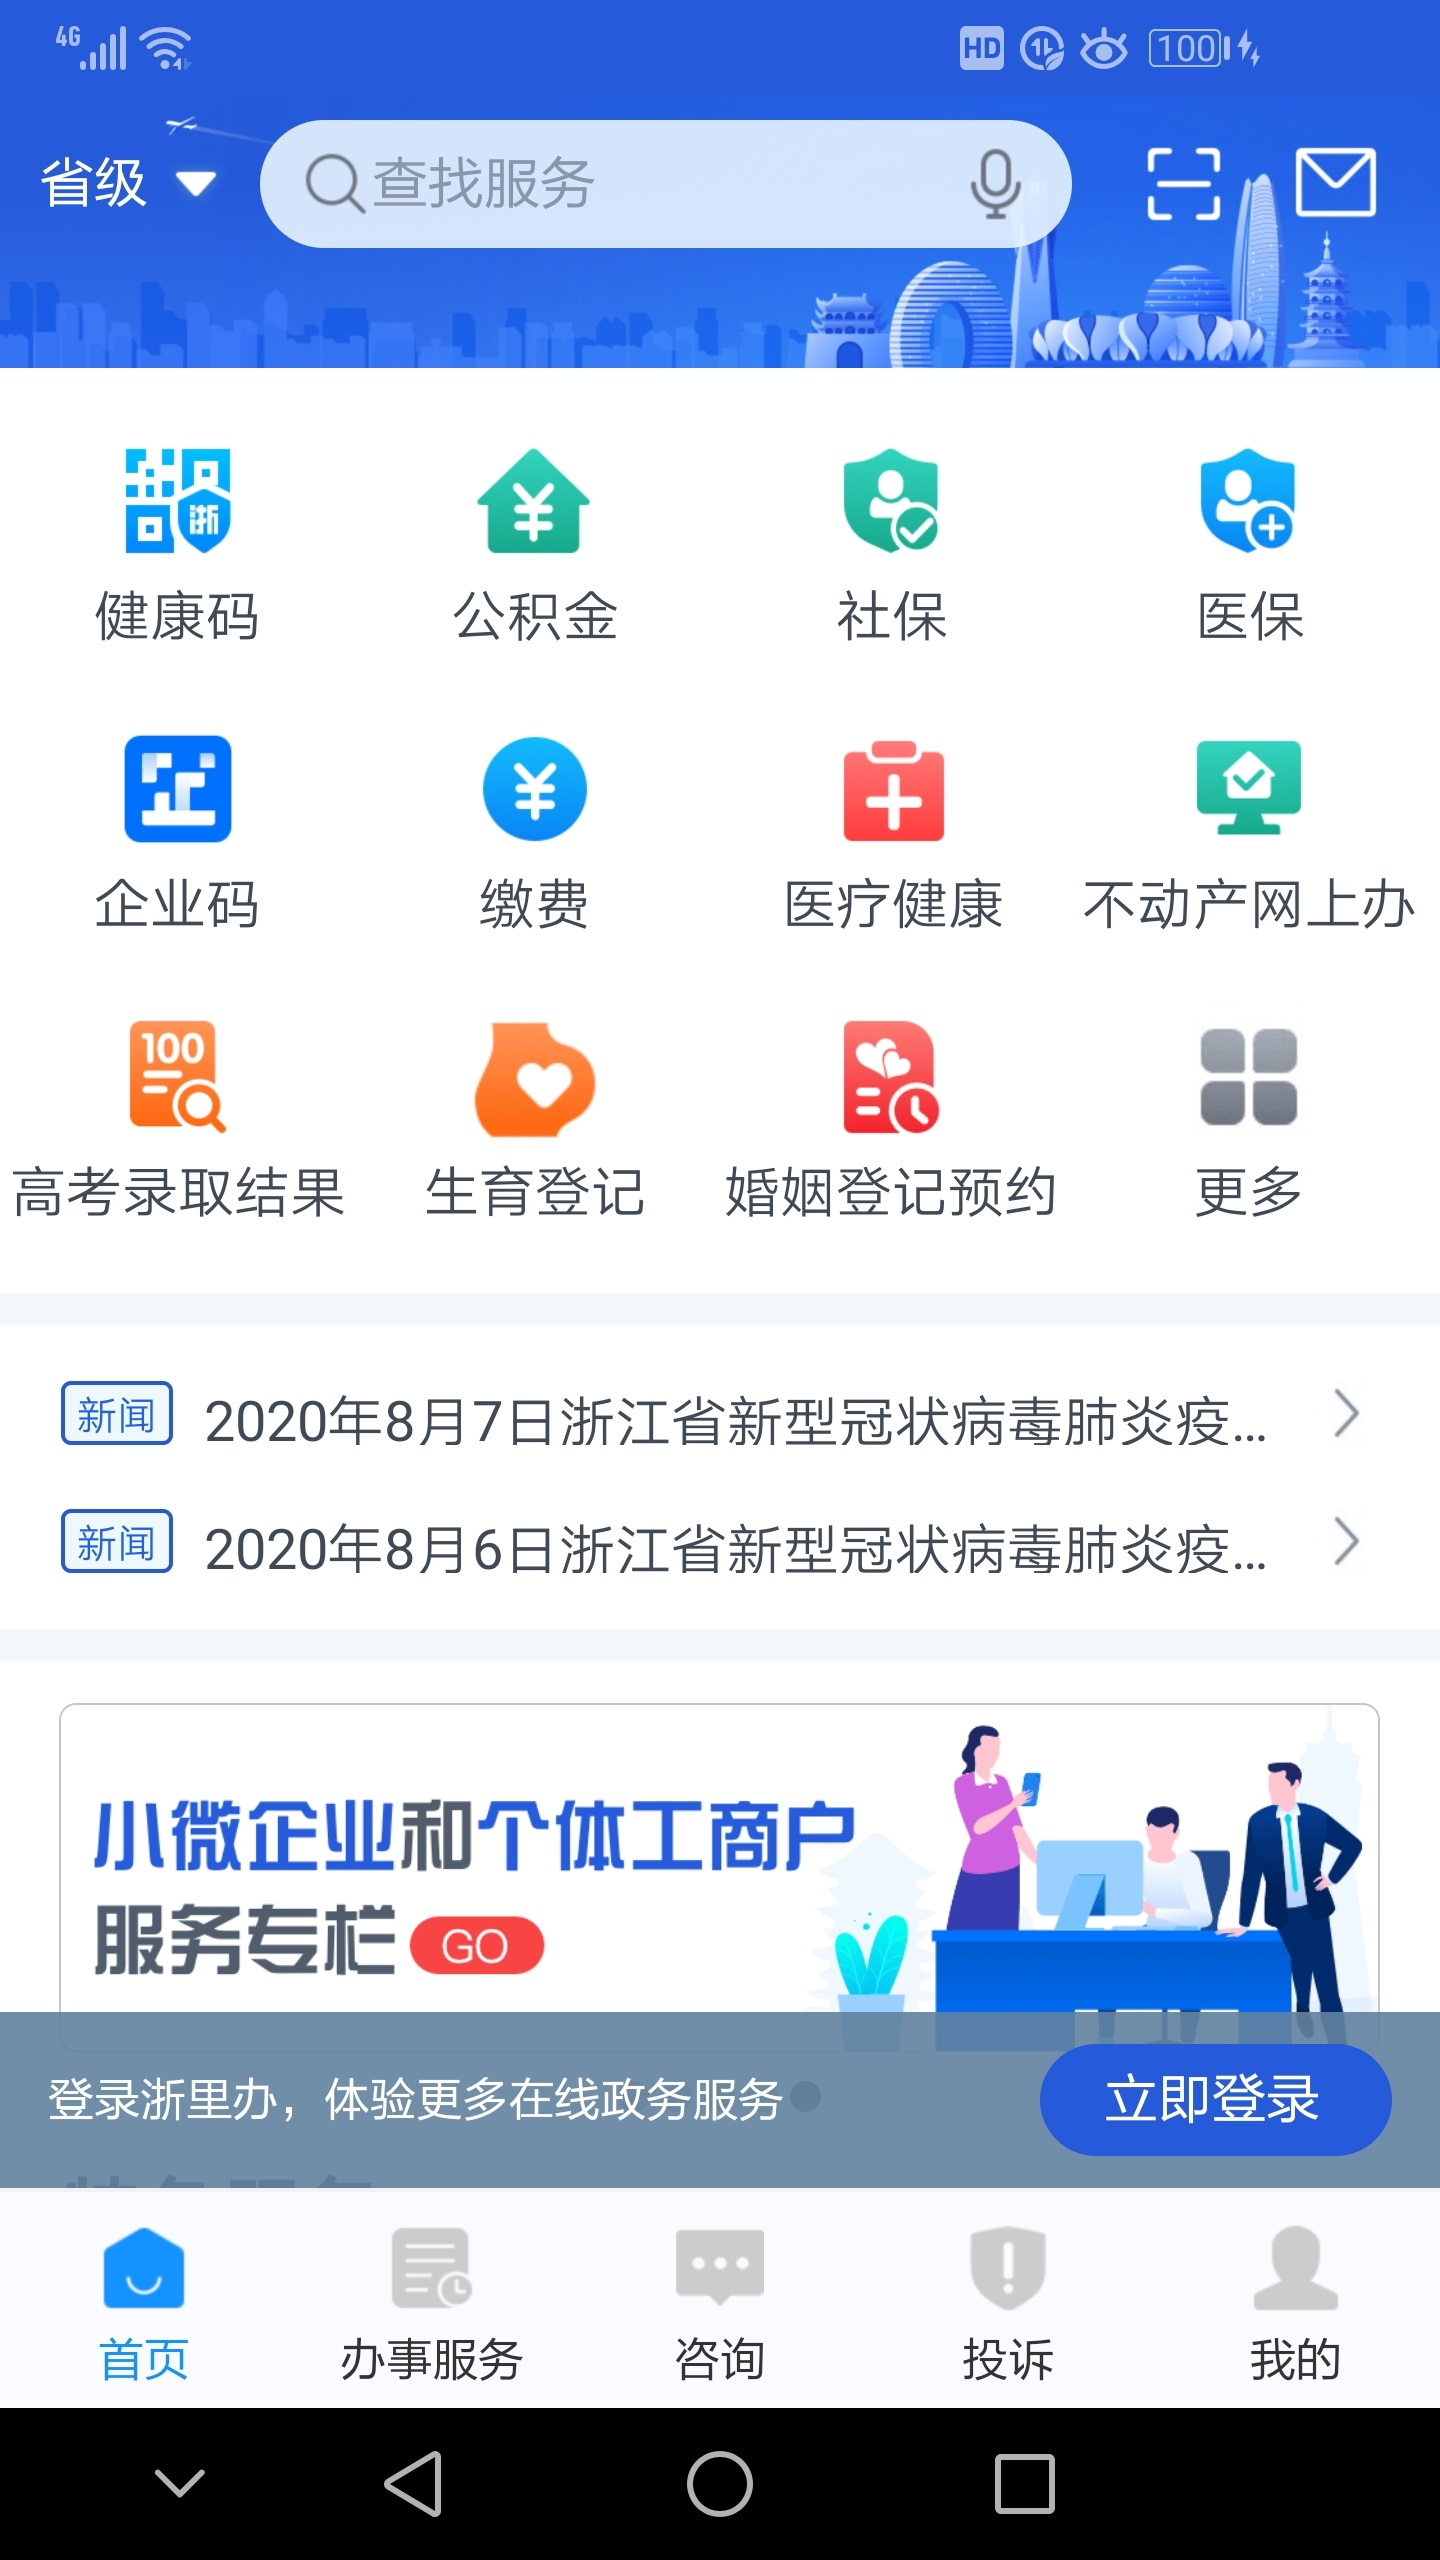 4G HD 100
省级 查找服务
浙
健康码 公积金 社保 医保
企业码 缴费 医疗健康 不动产网上办
100
高考录取结果 生育登记 婚姻登记预约 更多
新闻 2020年8月7日浙江省新型冠状病毒肺炎疫...
新闻 2020年8月6日浙江省新型冠状病毒肺炎疫...
小微企业和个体工商户
服务专栏 GO
登录浙里办，体验更多在线政务服务 立即登录
首页 办事服务 咨询 投诉 我的